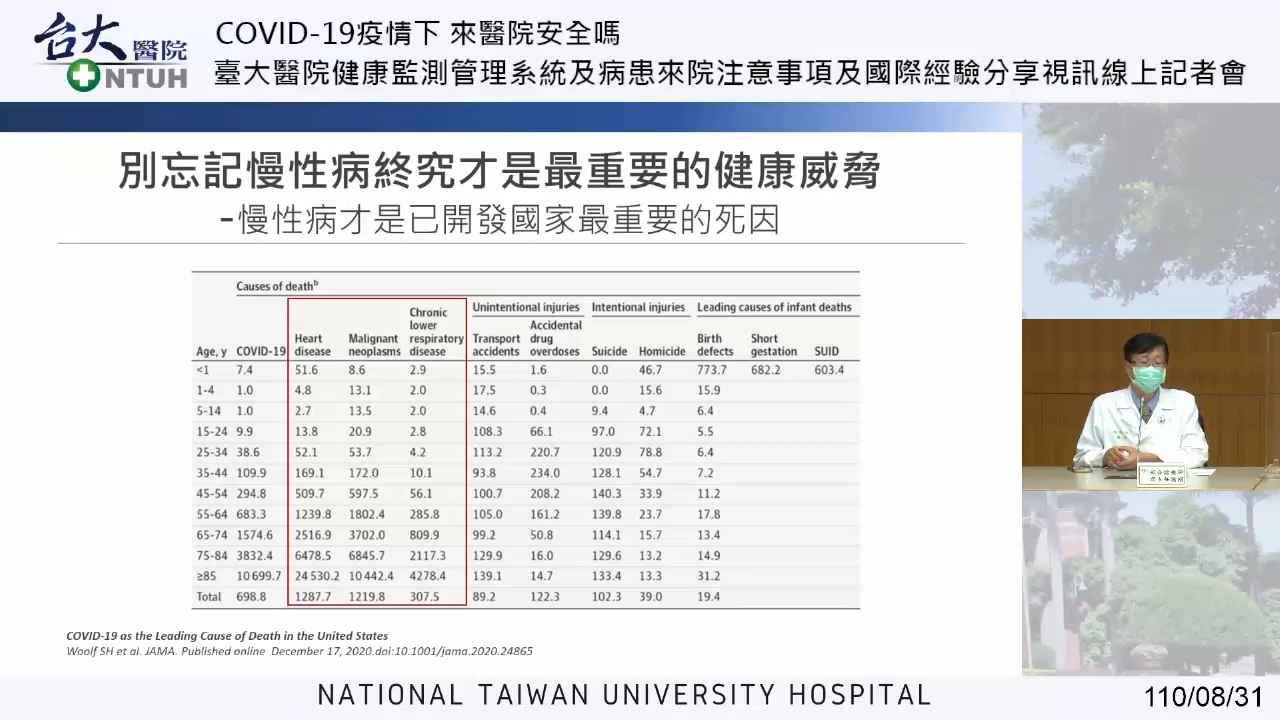 台大醫院
NTUH
COVID-19疫情下 來醫院安全嗎
臺大醫院健康監測管理系統及病患來院注意事項及國際經驗分享視訊線上記者會
別忘記慢性病終究才是最重要的健康威脅
-慢性病才是已開發國家最重要的死因
Causes of deathb
Unintentional injuries Intentional injuries Leading causes of infant deaths
Age, y COVID-19 Heart disease Malignant neoplasms Chronic lower respiratory disease Transport accidents Accidental drug overdoses Suicide Homicide Birth defects Short gestation SUID
<1 7.4 51.6 8.6 2.9 15.5 1.6 0.0 46.7 773.7 682.2 603.4
1-4 1.0 4.8 13.1 2.0 17.5 0.3 0.0 15.6 15.9
5-14 1.0 2.7 13.5 2.0 14.6 0.4 9.4 4.7 6.4
15-24 9.9 13.8 20.9 2.8 108.3 66.1 97.0 72.1 5.5
25-34 38.6 52.1 53.7 4.2 113.2 220.7 120.9 78.8 6.4
35-44 109.9 169.1 172.0 10.1 93.8 234.0 128.1 54.7 7.2
45-54 294.8 509.7 597.5 56.1 100.7 208.2 140.3 33.9 11.2
55-64 683.3 1239.8 1802.4 285.8 105.0 161.2 139.8 23.7 17.8
65-74 1574.6 2516.9 3702.0 809.9 99.2 50.8 114.1 15.7 13.4
75-84 3832.4 6478.5 6845.7 2117.3 129.9 16.0 129.6 13.2 14.9
≥85 10 699.7 24 530.2 10 442.4 4278.4 139.1 14.7 133.4 13.3 31.2
Total 698.8 1287.7 1219.8 307.5 89.2 122.3 102.3 39.0 19.4
COVID-19 as the Leading Cause of Death in the United States
Woolf SH et al. JAMA. Published online December 17, 2020.doi:10.1001/jama.2020.24865
NATIONAL TAIWAN UNIVERSITY HOSPITAL
110/08/31